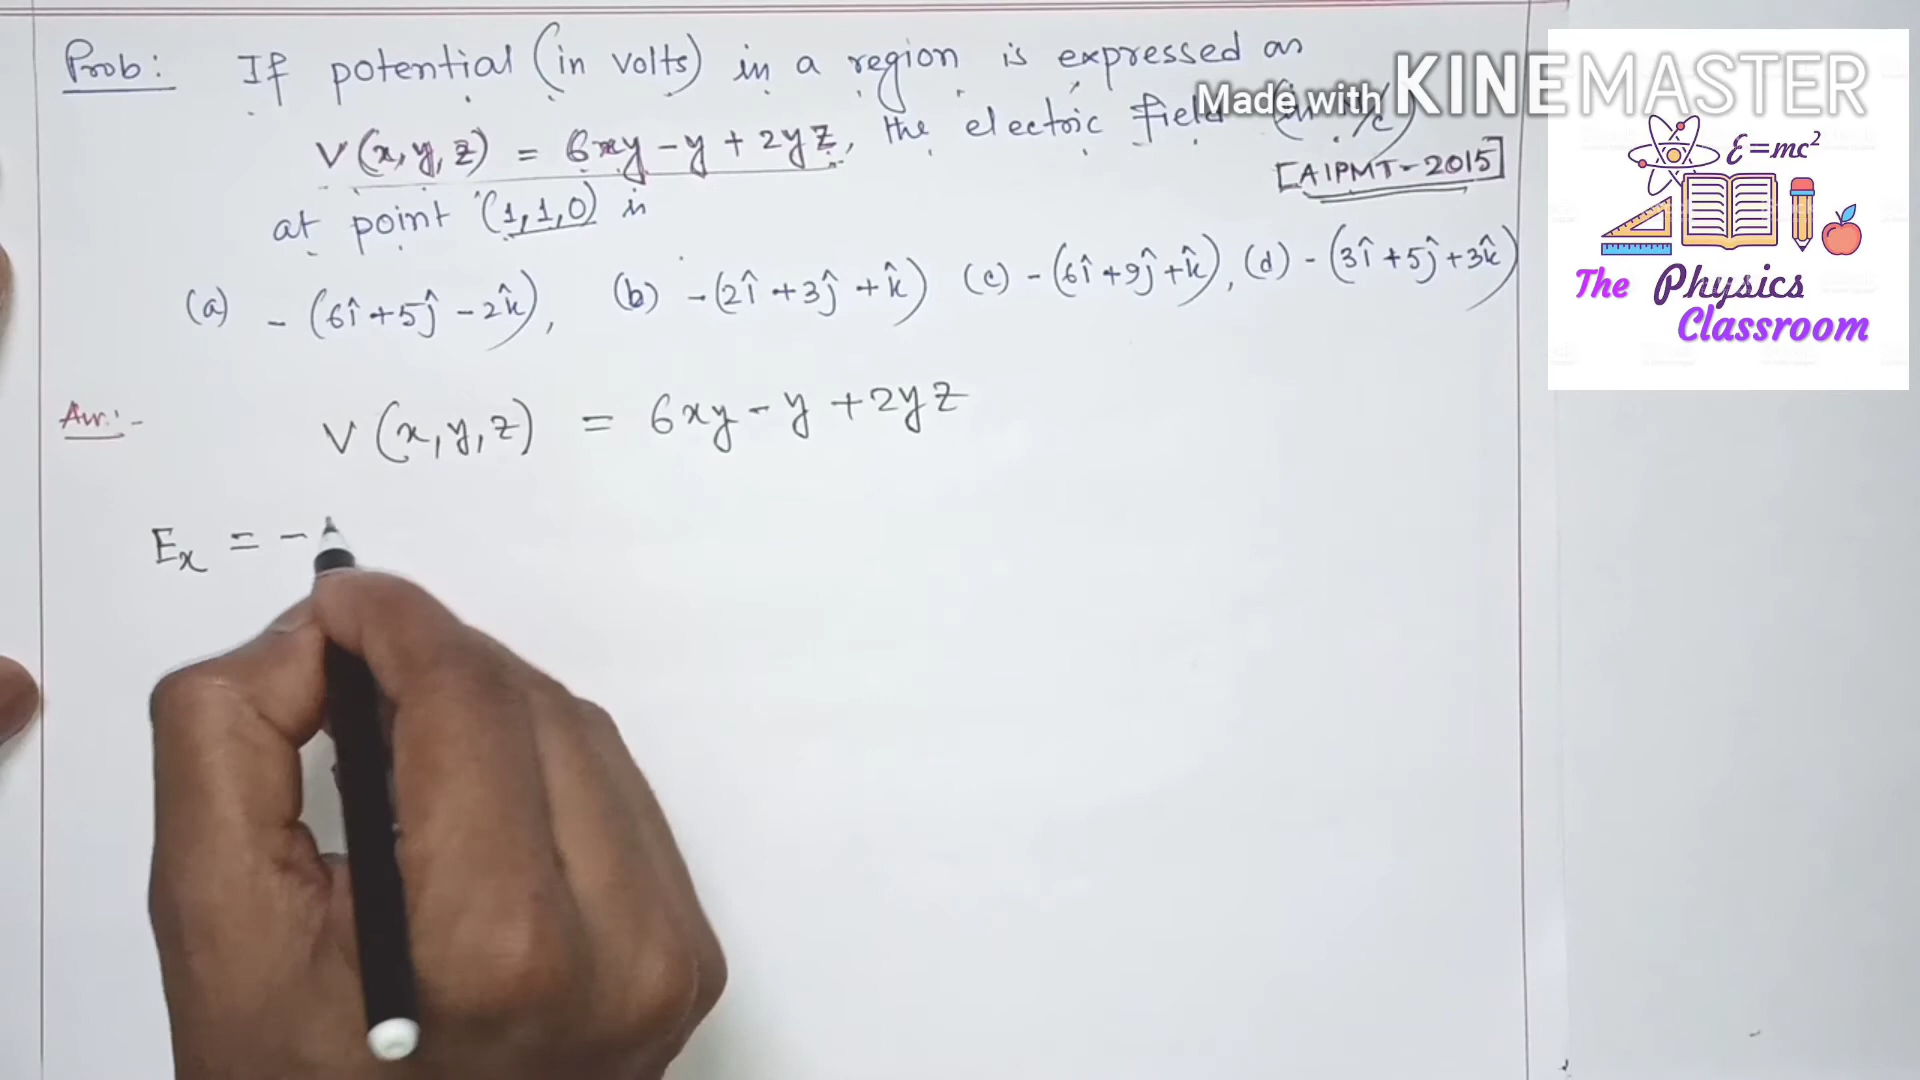 Prob: If potential (in volts) in a region is expressed as
Made with KINEMASTER
V(x,y,z) = 6xy - y + 2yz, the electric field
[AIPMT-2015]
at point (1,1,0) is
(a) - (6î + 5ĵ - 2k̂), (b) - (2î + 3ĵ + k̂) (c) - (6î + 9ĵ + k̂), (d) - (3î + 5ĵ + 3k̂)
Ans:-
V(x,y,z) = 6xy - y + 2yz
Eₓ = -
Ɛ=mc²
The Physics
Classroom